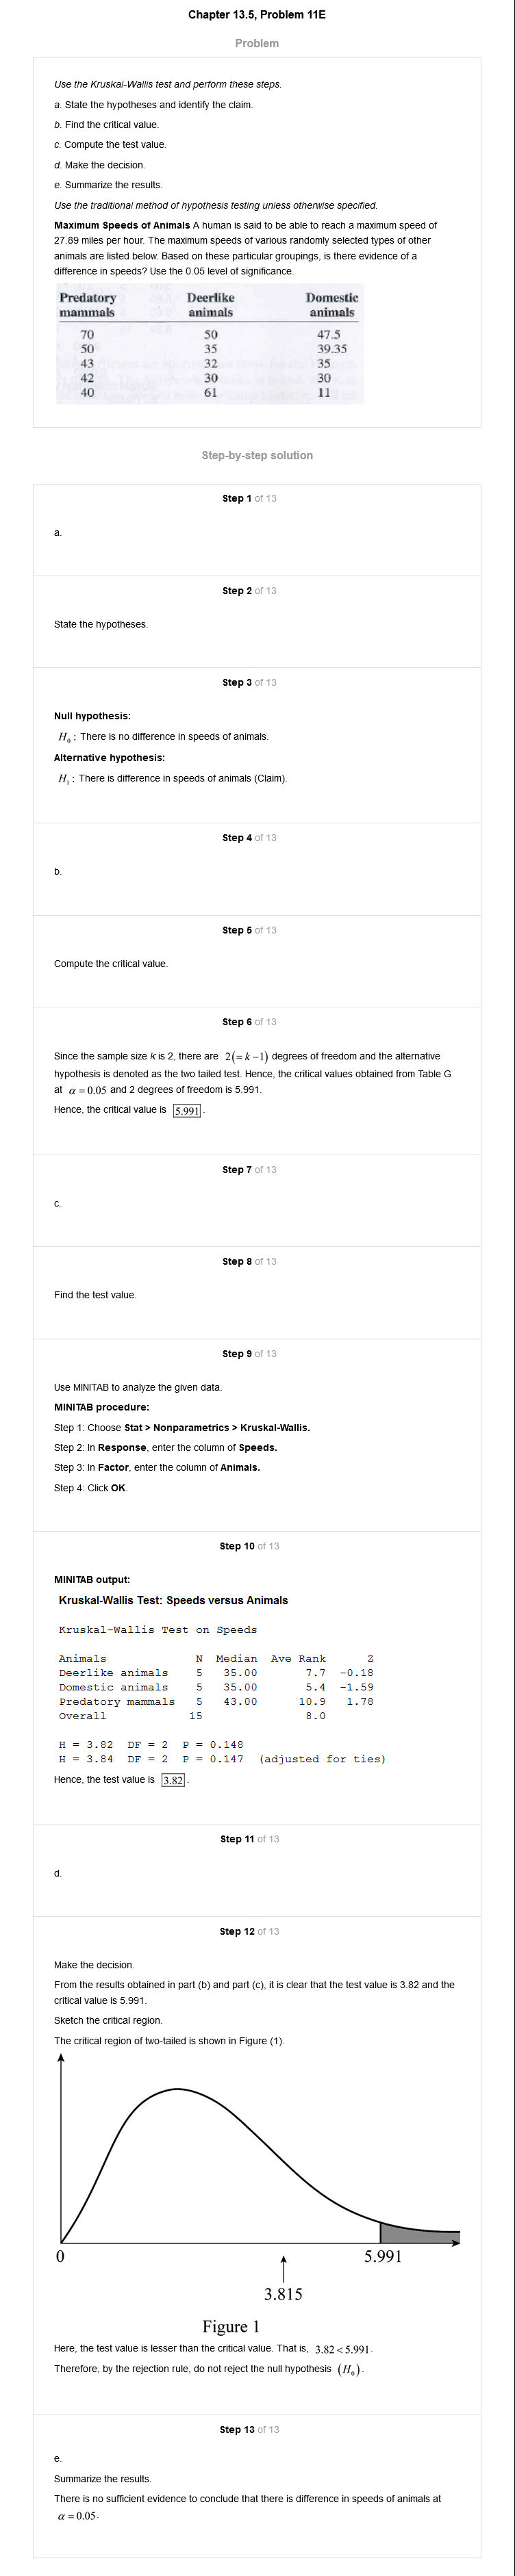 Chapter 13.5, Problem 11E
Problem
Use the Kruskal-Wallis test and perform these steps.
a. State the hypotheses and identify the claim.
b. Find the critical value.
c. Compute the test value.
d. Make the decision.
e. Summarize the results.
Use the traditional method of hypothesis testing unless otherwise specified.
Maximum Speeds of Animals A human is said to be able to reach a maximum speed of
27.89 miles per hour. The maximum speeds of various randomly selected types of other
animals are listed below. Based on these particular groupings, is there evidence of a
difference in speeds? Use the 0.05 level of significance.
Predatory Deerlike Domestic
mammals animals animals
70 50 47.5
50 35 39.35
43 32 35
42 30 30
40 61 11
Step-by-step solution
Step 1 of 13
a.
Step 2 of 13
State the hypotheses.
Step 3 of 13
Null hypothesis:
H₀ : There is no difference in speeds of animals.
Alternative hypothesis:
H₁ : There is difference in speeds of animals (Claim).
Step 4 of 13
b.
Step 5 of 13
Compute the critical value.
Step 6 of 13
Since the sample size k is 2, there are 2(= k −1) degrees of freedom and the alternative
hypothesis is denoted as the two tailed test. Hence, the critical values obtained from Table G
at α = 0.05 and 2 degrees of freedom is 5.991.
Hence, the critical value is 5.991 .
Step 7 of 13
c.
Step 8 of 13
Find the test value.
Step 9 of 13
Use MINITAB to analyze the given data.
MINITAB procedure:
Step 1: Choose Stat > Nonparametrics > Kruskal-Wallis.
Step 2: In Response, enter the column of Speeds.
Step 3: In Factor, enter the column of Animals.
Step 4: Click OK.
Step 10 of 13
MINITAB output:
Kruskal-Wallis Test: Speeds versus Animals
Kruskal-Wallis Test on Speeds
Animals N Median Ave Rank Z
Deerlike animals 5 35.00 7.7 -0.18
Domestic animals 5 35.00 5.4 -1.59
Predatory mammals 5 43.00 10.9 1.78
Overall 15 8.0
H = 3.82 DF = 2 P = 0.148
H = 3.84 DF = 2 P = 0.147 (adjusted for ties)
Hence, the test value is 3.82 .
Step 11 of 13
d.
Step 12 of 13
Make the decision.
From the results obtained in part (b) and part (c), it is clear that the test value is 3.82 and the
critical value is 5.991.
Sketch the critical region.
The critical region of two-tailed is shown in Figure (1).
0 5.991
3.815
Figure 1
Here, the test value is lesser than the critical value. That is, 3.82 < 5.991 .
Therefore, by the rejection rule, do not reject the null hypothesis (H₀) .
Step 13 of 13
e.
Summarize the results.
There is no sufficient evidence to conclude that there is difference in speeds of animals at
α = 0.05 .